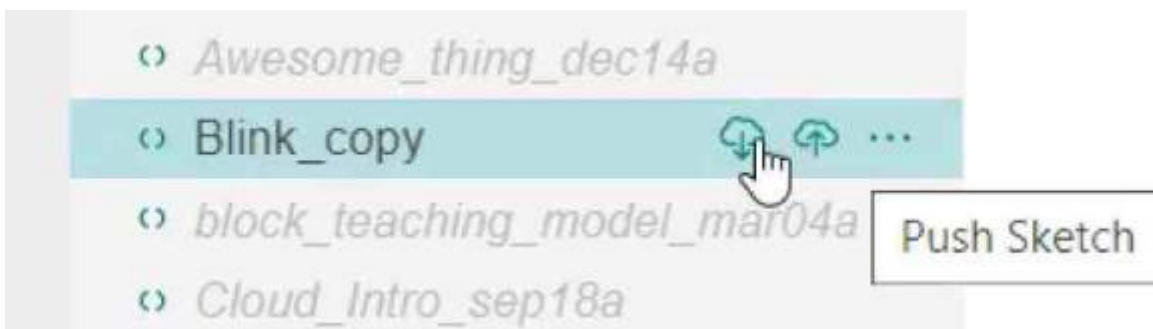 Awesome_thing_dec14a
Blink_copy
block_teaching_model_mar04a
Push Sketch
Cloud_Intro_sep18a